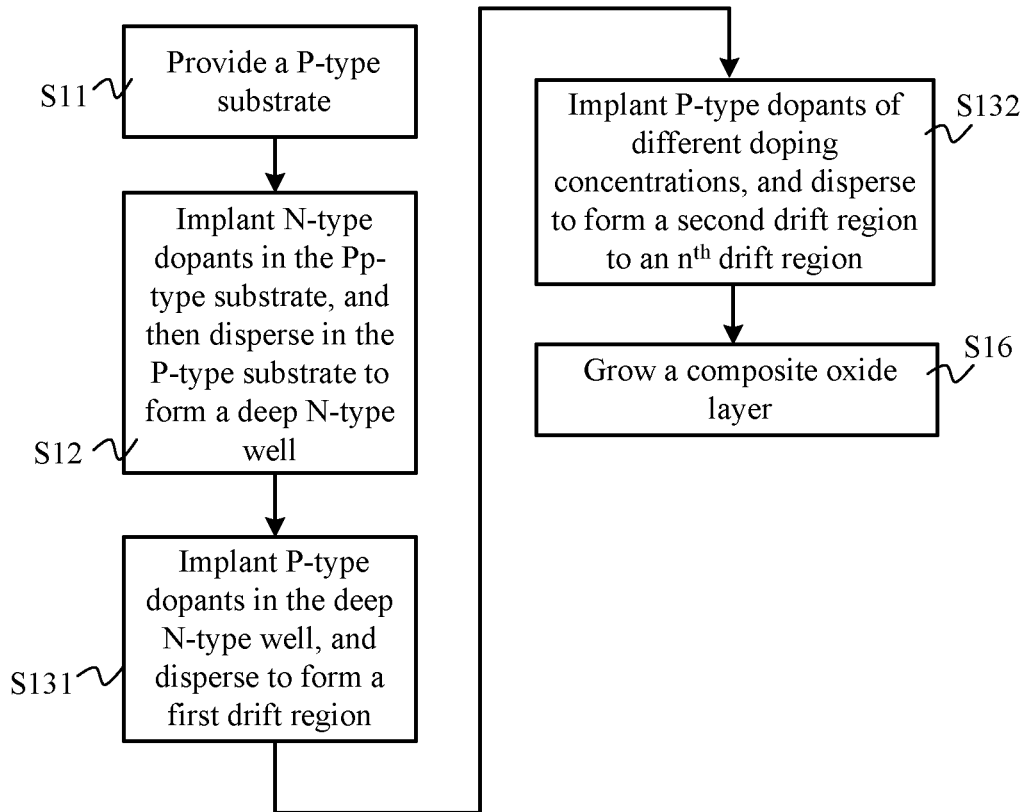 S11
Provide a P-type
substrate
S12
Implant N-type
dopants in the Pp-
type substrate, and
then disperse in the
P-type substrate to
form a deep N-type
well
S131
Implant P-type
dopants in the deep
N-type well, and
disperse to form a
first drift region
S132
Implant P-type dopants of
different doping
concentrations, and disperse
to form a second drift region
to an nth drift region
S16
Grow a composite oxide
layer